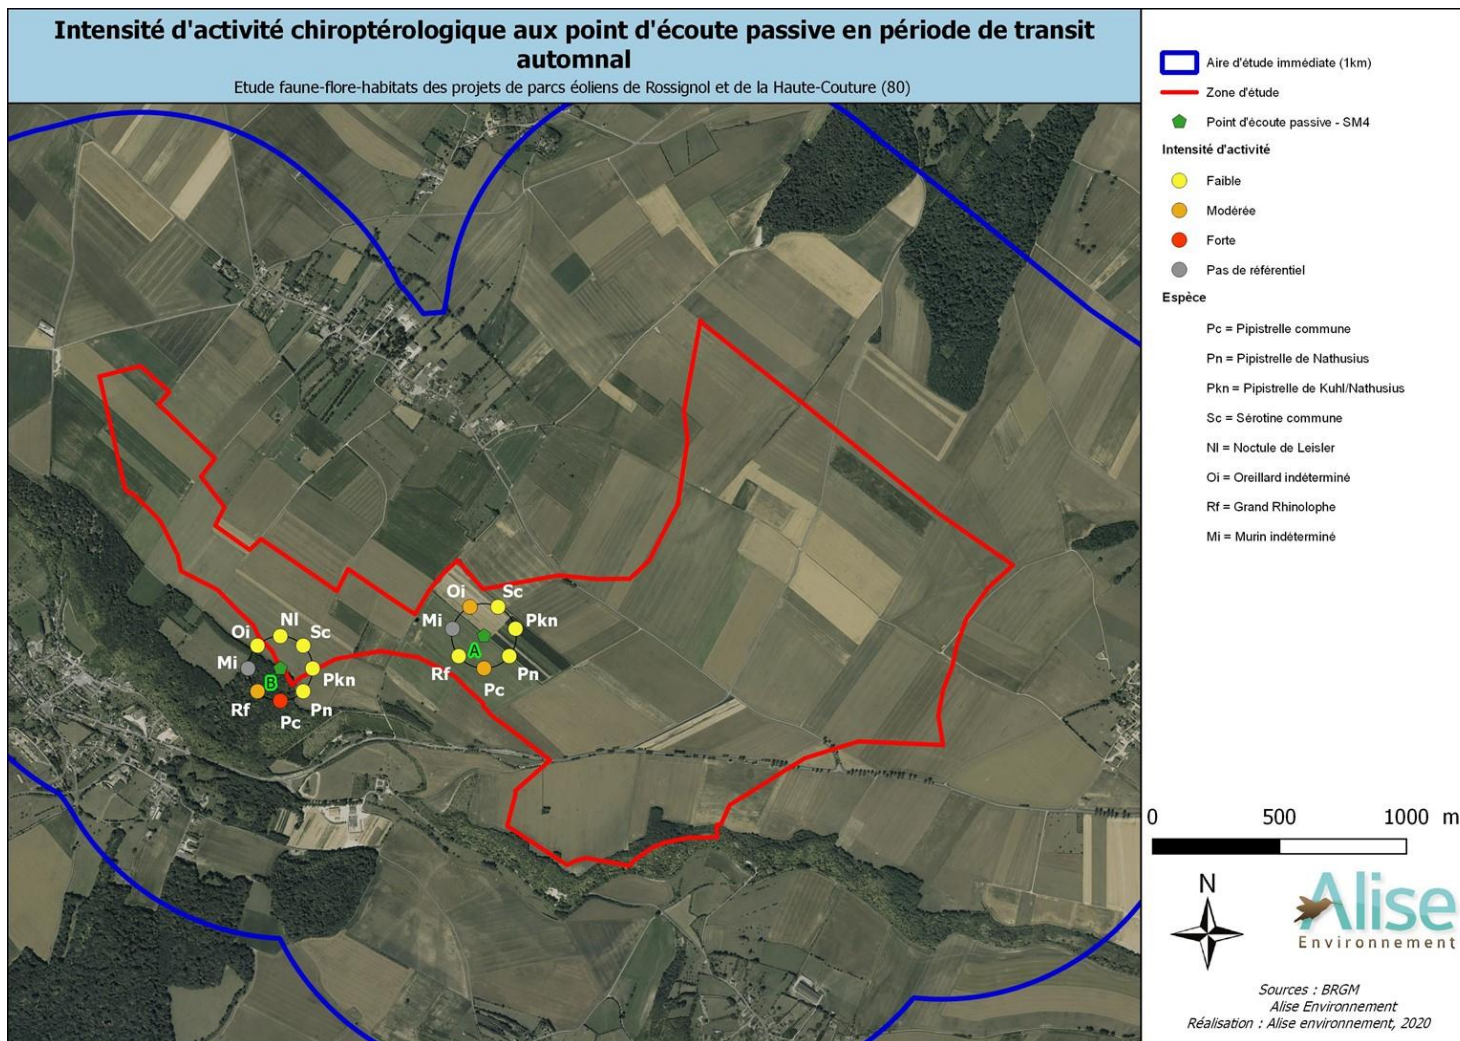 Intensité d'activité chiroptérologique aux point d'écoute passive en période de transit
automnal
Etude faune-flore-habitats des projets de parcs éoliens de Rossignol et de la Haute-Couture (80)
Aire d'étude immédiate (1km)
Zone d'étude
Point d'écoute passive - SM4
Intensité d'activité
Faible
Modérée
Forte
Pas de référentiel
Espèce
Pc = Pipistrelle commune
Pn = Pipistrelle de Nathusius
Pkn = Pipistrelle de Kuhl/Nathusius
Sc = Sérotine commune
Nl = Noctule de Leisler
Oi = Oreillard indéterminé
Rf = Grand Rhinolophe
Mi = Murin indéterminé
Oi Sc
Mi Pkn
A
Rf Pn
Pc
Nl
Oi Sc
Mi Pkn
B
Rf Pn
Pc
0 500 1000 m
N
Alise
Environnement
Sources : BRGM
Alise Environnement
Réalisation : Alise environnement, 2020